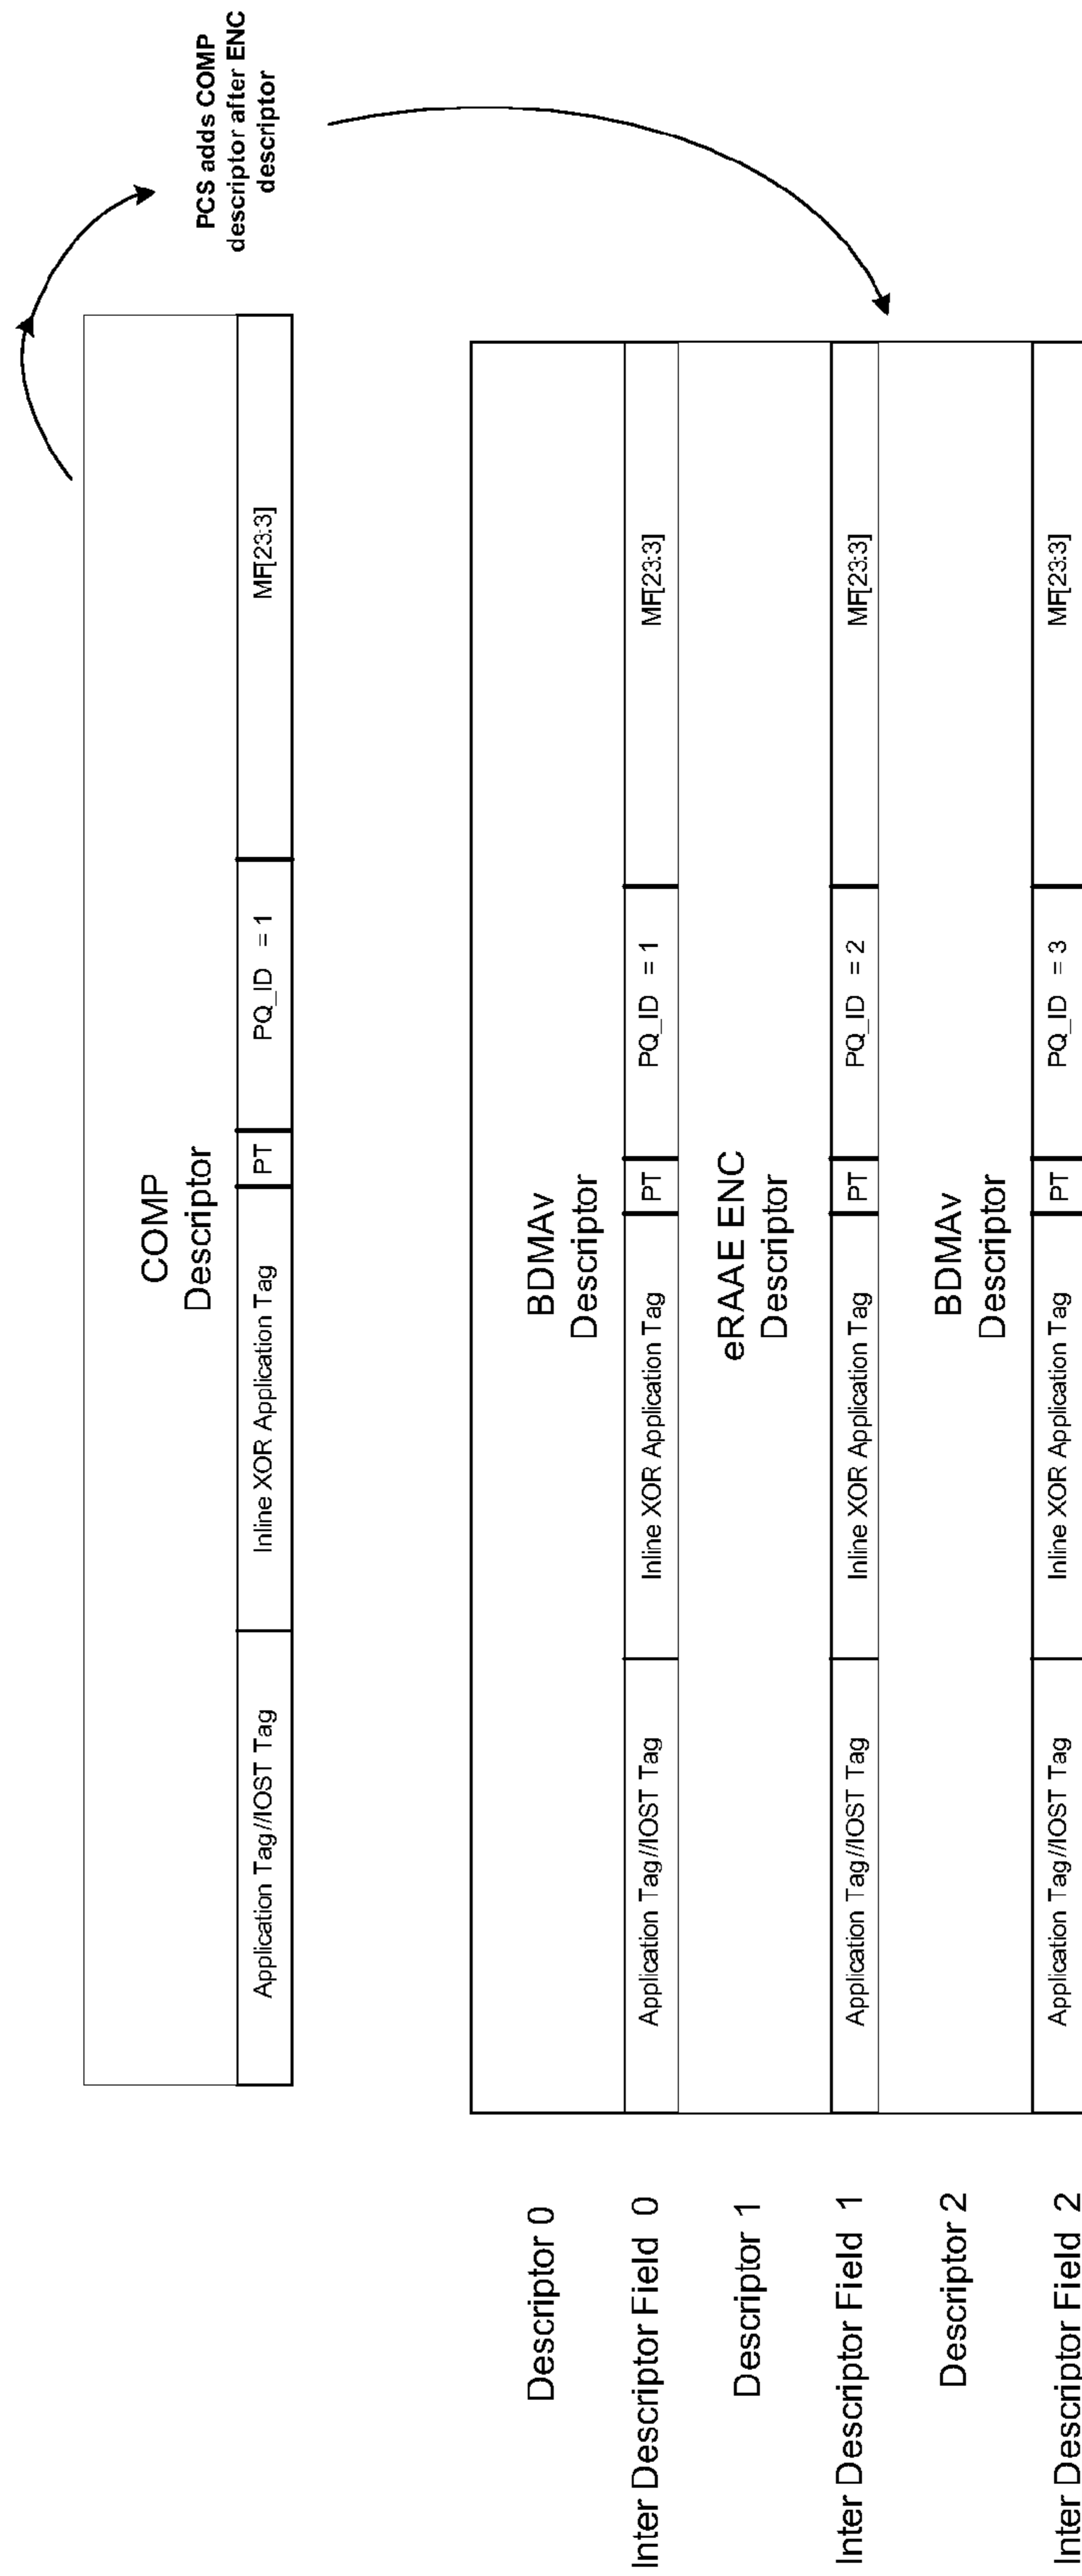 COMP
Descriptor
Application Tag//IOST Tag Inline XOR Application Tag PT PQ_ID = 1 MF[23:3]
PCS adds COMP
descriptor after ENC
descriptor
Descriptor 0
BDMAv
Descriptor
Inter Descriptor Field 0
Application Tag//IOST Tag Inline XOR Application Tag PT PQ_ID = 1 MF[23:3]
Descriptor 1
eRAAE ENC
Descriptor
Inter Descriptor Field 1
Application Tag//IOST Tag Inline XOR Application Tag PT PQ_ID = 2 MF[23:3]
Descriptor 2
BDMAv
Descriptor
Inter Descriptor Field 2
Application Tag//IOST Tag Inline XOR Application Tag PT PQ_ID = 3 MF[23:3]